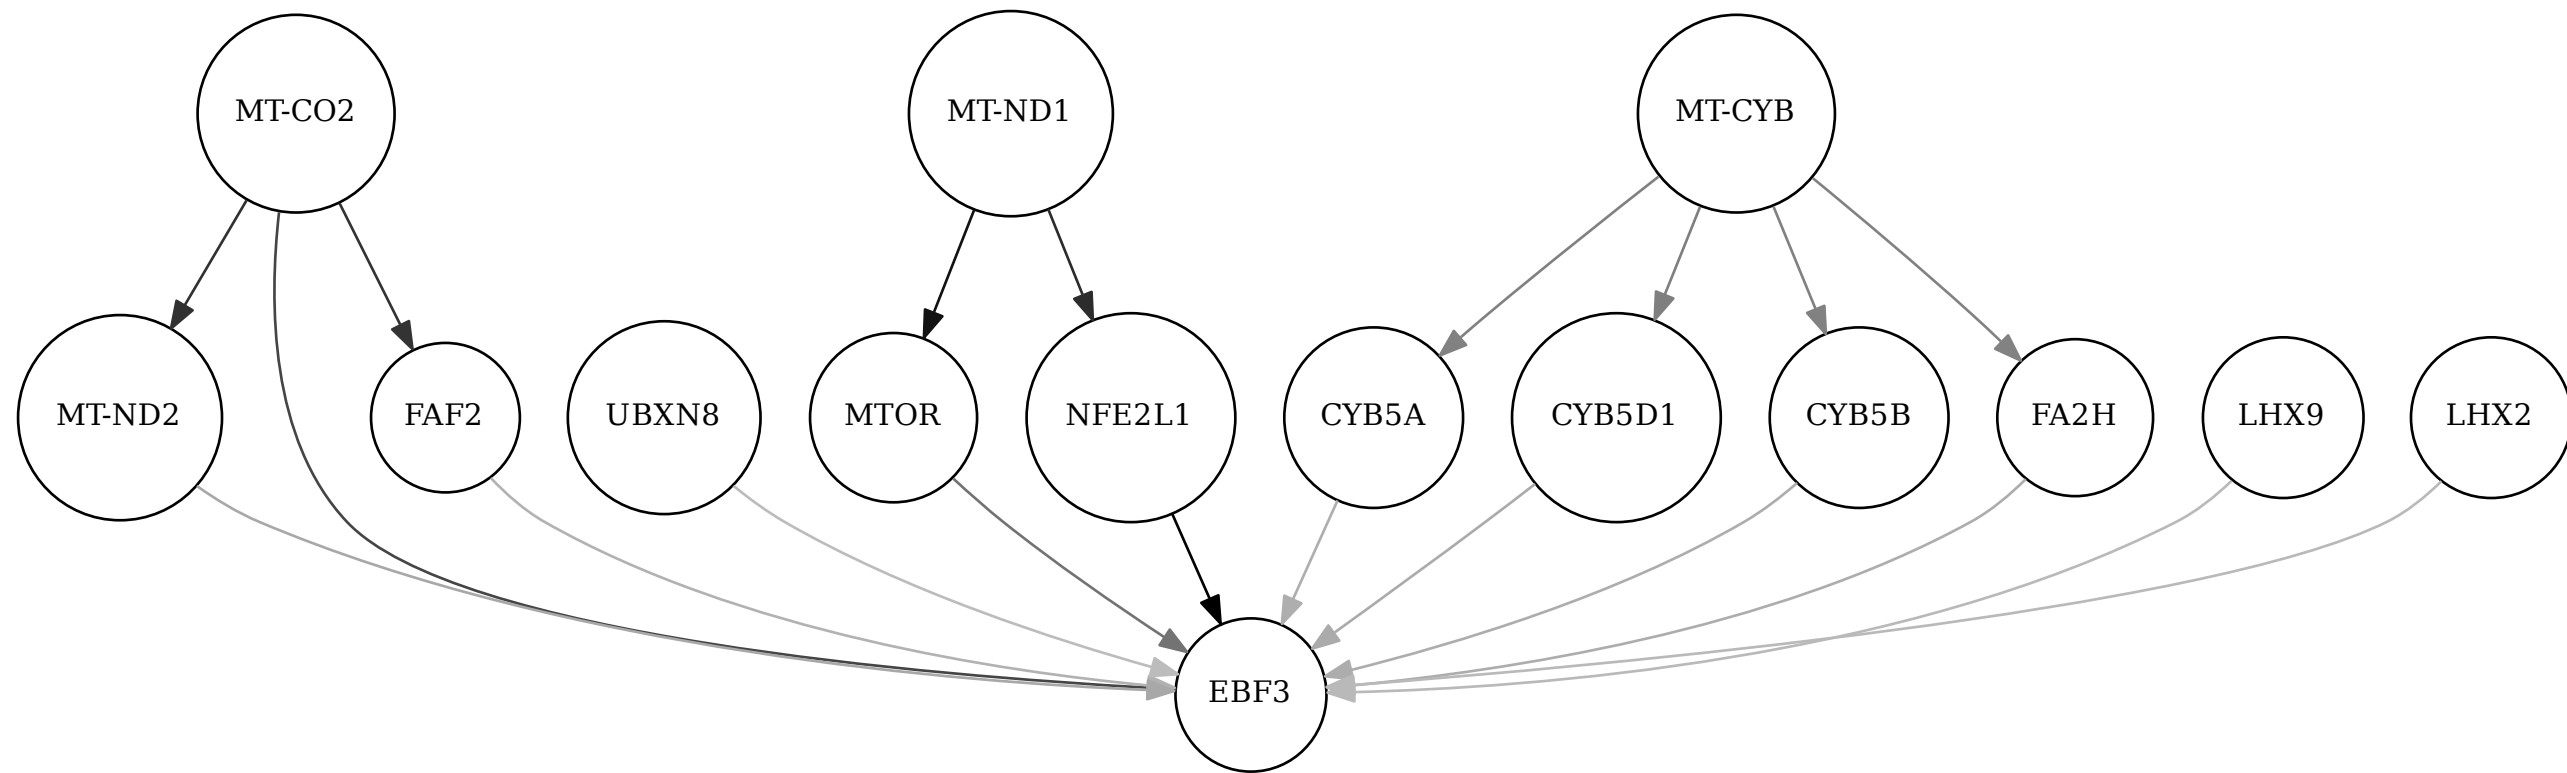 MT-CO2
MT-ND1
MT-CYB
MT-ND2
FAF2
UBXN8
MTOR
NFE2L1
CYB5A
CYB5D1
CYB5B
FA2H
LHX9
LHX2
EBF3